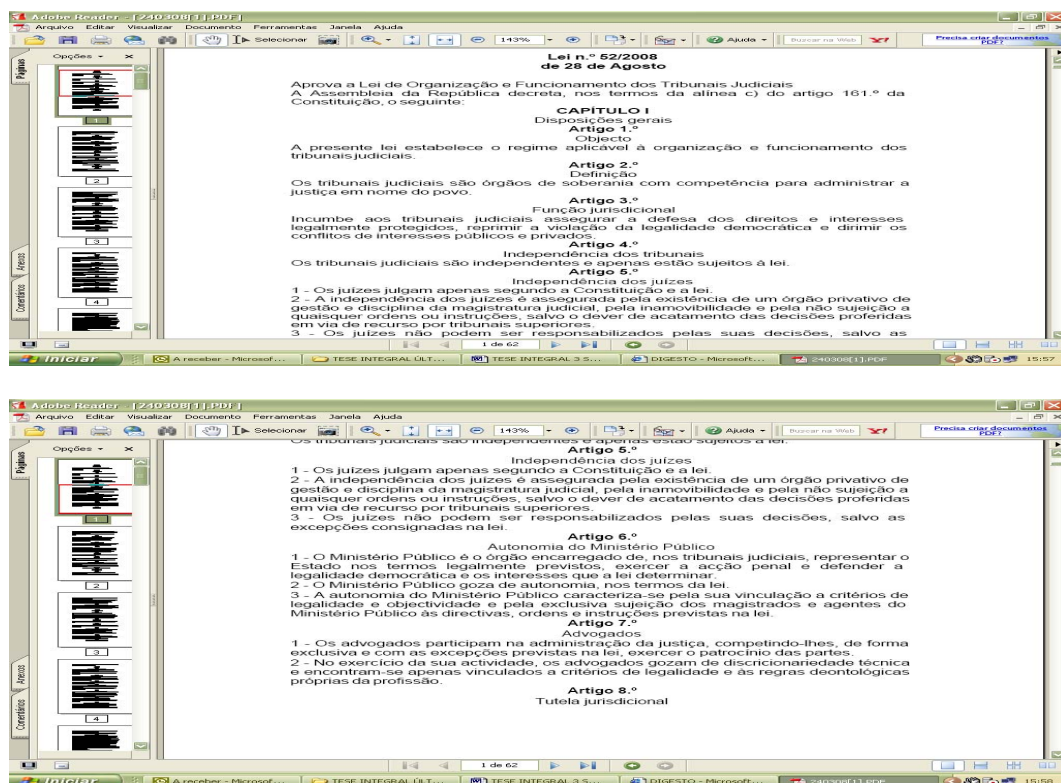 Adobe Reader - [240308[1].PDF]
Arquivo Editar Visualizar Documento Ferramentas Janela Ajuda
Selecionar 143% Ajuda Buscar na Web Precisa criar documentos PDF?
Páginas
Opções
Lei n.º 52/2008
de 28 de Agosto
Aprova a Lei de Organização e Funcionamento dos Tribunais Judiciais
A Assembleia da República decreta, nos termos da alínea c) do artigo 161.º da
Constituição, o seguinte:
CAPÍTULO I
Disposições gerais
Artigo 1.º
Objecto
A presente lei estabelece o regime aplicável à organização e funcionamento dos
tribunais judiciais.
Artigo 2.º
Definição
Os tribunais judiciais são órgãos de soberania com competência para administrar a
justiça em nome do povo.
Artigo 3.º
Função jurisdicional
Incumbe aos tribunais judiciais assegurar a defesa dos direitos e interesses
legalmente protegidos, reprimir a violação da legalidade democrática e dirimir os
conflitos de interesses públicos e privados.
Artigo 4.º
Independência dos tribunais
Os tribunais judiciais são independentes e apenas estão sujeitos à lei.
Artigo 5.º
Independência dos juízes
1 - Os juízes julgam apenas segundo a Constituição e a lei.
2 - A independência dos juízes é assegurada pela existência de um órgão privativo de
gestão e disciplina da magistratura judicial, pela inamovibilidade e pela não sujeição a
quaisquer ordens ou instruções, salvo o dever de acatamento das decisões proferidas
em via de recurso por tribunais superiores.
3 - Os juízes não podem ser responsabilizados pelas suas decisões, salvo as
1
2
3
4
Anexos
Comentários
1 de 62
Iniciar A receber - Microsof... TESE INTEGRAL ÚLT... TESE INTEGRAL 3 S... DIGESTO - Microsoft... 240308[1].PDF 15:57
Adobe Reader - [240308[1].PDF]
Arquivo Editar Visualizar Documento Ferramentas Janela Ajuda
Selecionar 143% Ajuda Buscar na Web Precisa criar documentos PDF?
Páginas
Opções
Os tribunais judiciais são independentes e apenas estão sujeitos à lei.
Artigo 5.º
Independência dos juízes
1 - Os juízes julgam apenas segundo a Constituição e a lei.
2 - A independência dos juízes é assegurada pela existência de um órgão privativo de
gestão e disciplina da magistratura judicial, pela inamovibilidade e pela não sujeição a
quaisquer ordens ou instruções, salvo o dever de acatamento das decisões proferidas
em via de recurso por tribunais superiores.
3 - Os juízes não podem ser responsabilizados pelas suas decisões, salvo as
excepções consignadas na lei.
Artigo 6.º
Autonomia do Ministério Público
1 - O Ministério Público é o órgão encarregado de, nos tribunais judiciais, representar o
Estado nos termos legalmente previstos, exercer a acção penal e defender a
legalidade democrática e os interesses que a lei determinar.
2 - O Ministério Público goza de autonomia, nos termos da lei.
3 - A autonomia do Ministério Público caracteriza-se pela sua vinculação a critérios de
legalidade e objectividade e pela exclusiva sujeição dos magistrados e agentes do
Ministério Público às directivas, ordens e instruções previstas na lei.
Artigo 7.º
Advogados
1 - Os advogados participam na administração da justiça, competindo-lhes, de forma
exclusiva e com as excepções previstas na lei, exercer o patrocínio das partes.
2 - No exercício da sua actividade, os advogados gozam de discricionariedade técnica
e encontram-se apenas vinculados a critérios de legalidade e às regras deontológicas
próprias da profissão.
Artigo 8.º
Tutela jurisdicional
1
2
3
4
Anexos
Comentários
1 de 62
Iniciar A receber - Microsof... TESE INTEGRAL ÚLT... TESE INTEGRAL 3 S... DIGESTO - Microsoft... 240308[1].PDF 15:58